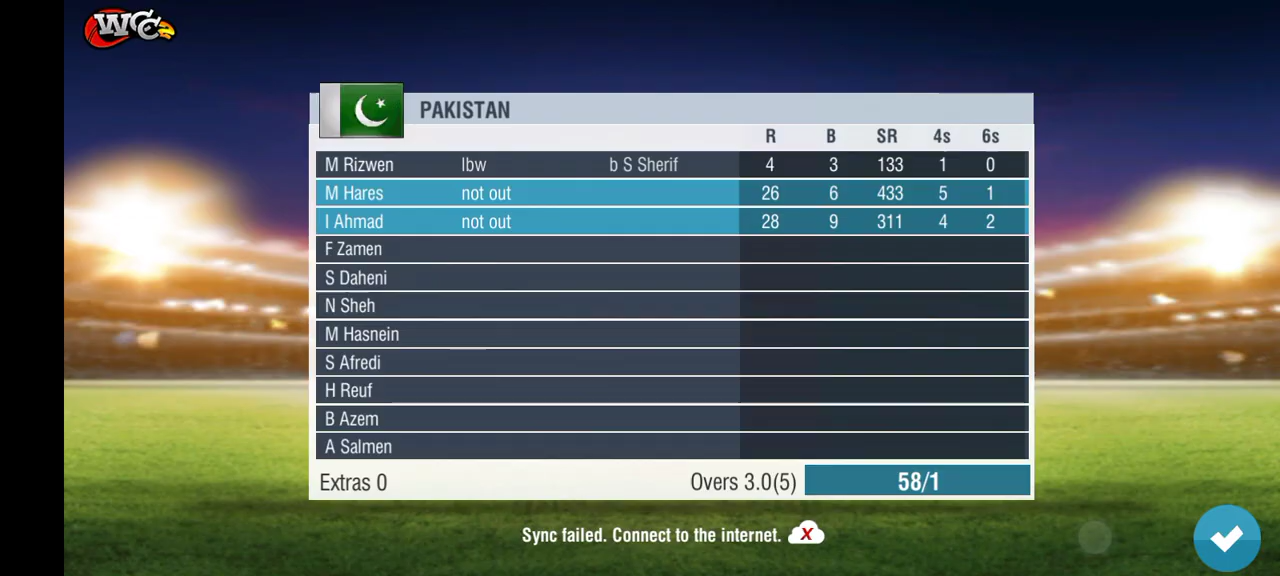 WCC2
PAKISTAN
R B SR 4s 6s
M Rizwen lbw b S Sherif 4 3 133 1 0
M Hares not out 26 6 433 5 1
I Ahmad not out 28 9 311 4 2
F Zamen
S Daheni
N Sheh
M Hasnein
S Afredi
H Reuf
B Azem
A Salmen
Extras 0 Overs 3.0(5) 58/1
Sync failed. Connect to the internet. X